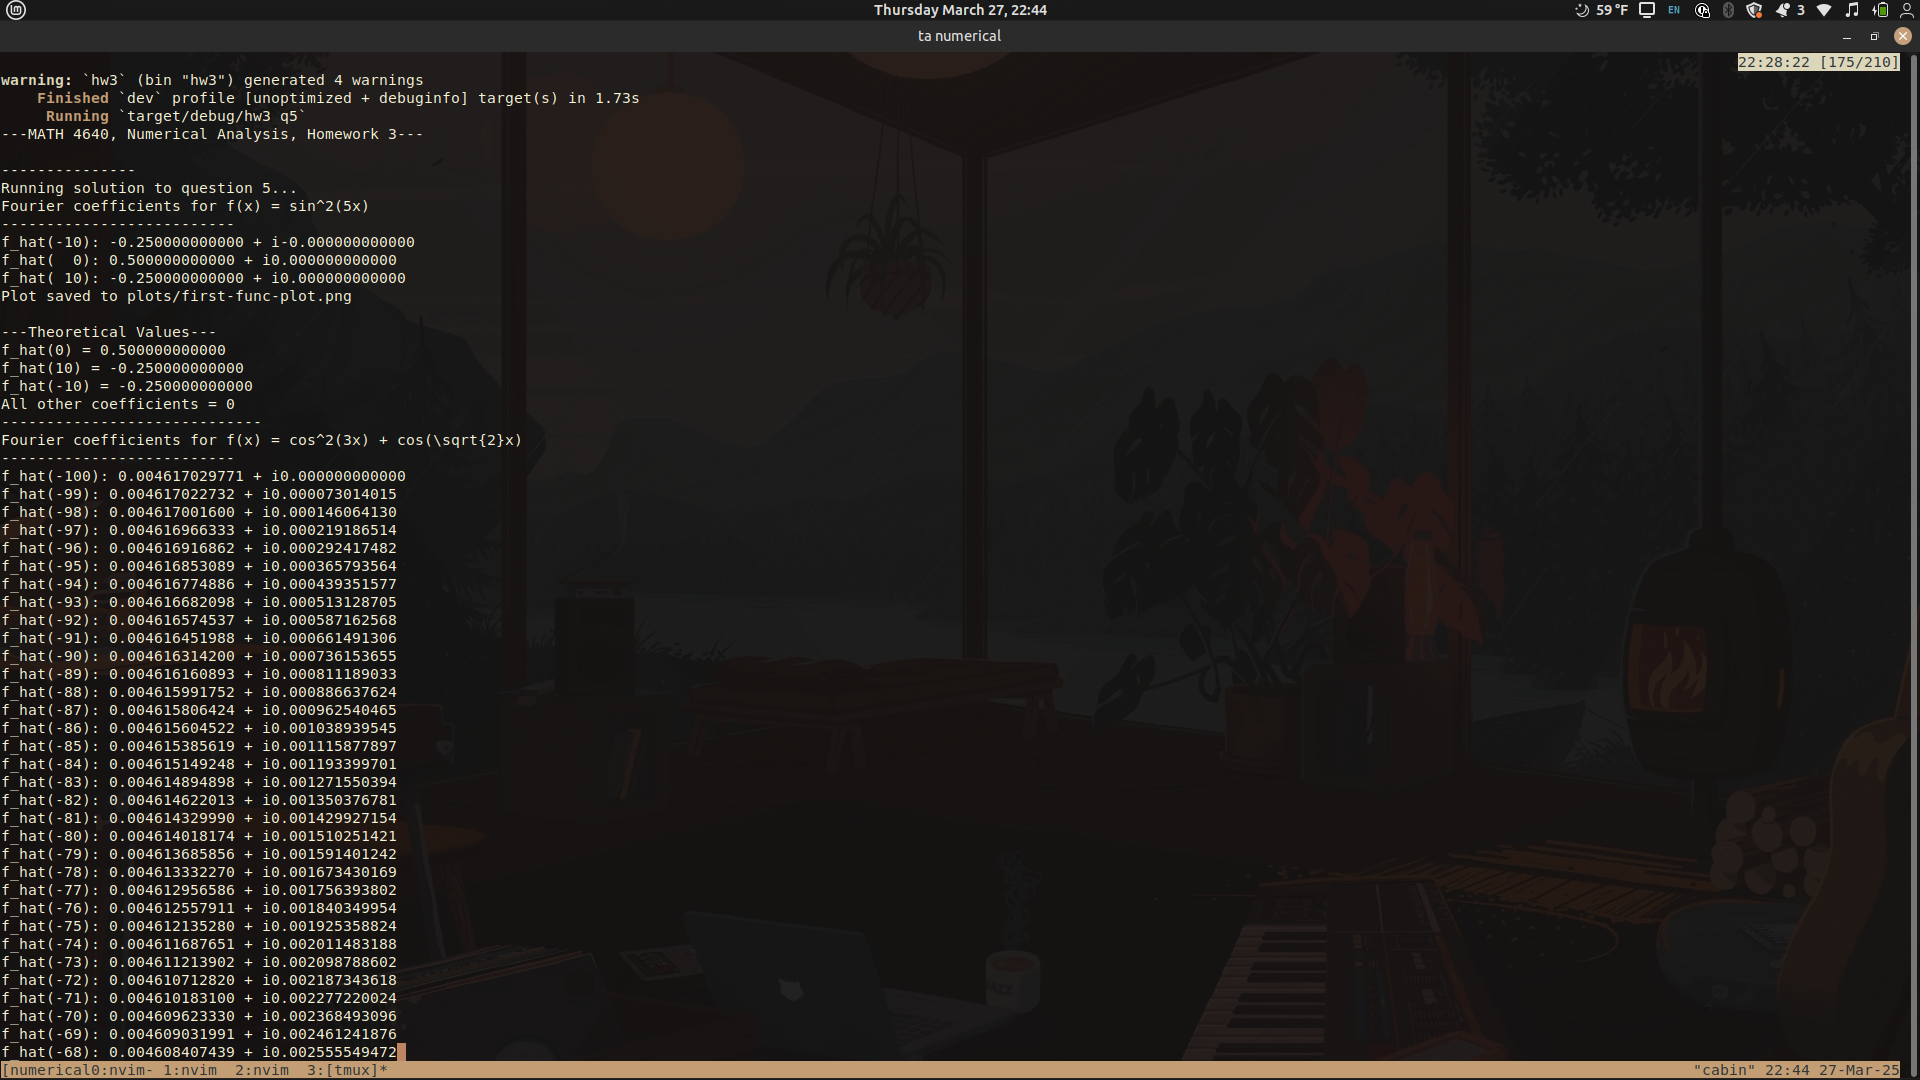 Thursday March 27, 22:44
59 °F
EN
3
ta numerical
22:28:22 [175/210]
warning: `hw3` (bin "hw3") generated 4 warnings
Finished `dev` profile [unoptimized + debuginfo] target(s) in 1.73s
Running `target/debug/hw3 q5`
---MATH 4640, Numerical Analysis, Homework 3---
---------------
Running solution to question 5...
Fourier coefficients for f(x) = sin^2(5x)
--------------------------
f_hat(-10): -0.250000000000 + i-0.000000000000
f_hat(  0): 0.500000000000 + i0.000000000000
f_hat( 10): -0.250000000000 + i0.000000000000
Plot saved to plots/first-func-plot.png
---Theoretical Values---
f_hat(0) = 0.500000000000
f_hat(10) = -0.250000000000
f_hat(-10) = -0.250000000000
All other coefficients = 0
-----------------------------
Fourier coefficients for f(x) = cos^2(3x) + cos(\sqrt{2}x)
--------------------------
f_hat(-100): 0.004617029771 + i0.000000000000
f_hat(-99): 0.004617022732 + i0.000073014015
f_hat(-98): 0.004617001600 + i0.000146064130
f_hat(-97): 0.004616966333 + i0.000219186514
f_hat(-96): 0.004616916862 + i0.000292417482
f_hat(-95): 0.004616853089 + i0.000365793564
f_hat(-94): 0.004616774886 + i0.000439351577
f_hat(-93): 0.004616682098 + i0.000513128705
f_hat(-92): 0.004616574537 + i0.000587162568
f_hat(-91): 0.004616451988 + i0.000661491306
f_hat(-90): 0.004616314200 + i0.000736153655
f_hat(-89): 0.004616160893 + i0.000811189033
f_hat(-88): 0.004615991752 + i0.000886637624
f_hat(-87): 0.004615806424 + i0.000962540465
f_hat(-86): 0.004615604522 + i0.001038939545
f_hat(-85): 0.004615385619 + i0.001115877897
f_hat(-84): 0.004615149248 + i0.001193399701
f_hat(-83): 0.004614894898 + i0.001271550394
f_hat(-82): 0.004614622013 + i0.001350376781
f_hat(-81): 0.004614329990 + i0.001429927154
f_hat(-80): 0.004614018174 + i0.001510251421
f_hat(-79): 0.004613685856 + i0.001591401242
f_hat(-78): 0.004613332270 + i0.001673430169
f_hat(-77): 0.004612956586 + i0.001756393802
f_hat(-76): 0.004612557911 + i0.001840349954
f_hat(-75): 0.004612135280 + i0.001925358824
f_hat(-74): 0.004611687651 + i0.002011483188
f_hat(-73): 0.004611213902 + i0.002098788602
f_hat(-72): 0.004610712820 + i0.002187343618
f_hat(-71): 0.004610183100 + i0.002277220024
f_hat(-70): 0.004609623330 + i0.002368493096
f_hat(-69): 0.004609031991 + i0.002461241876
f_hat(-68): 0.004608407439 + i0.002555549472
[numerical0:nvim- 1:nvim  2:nvim  3:[tmux]*
"cabin" 22:44 27-Mar-25